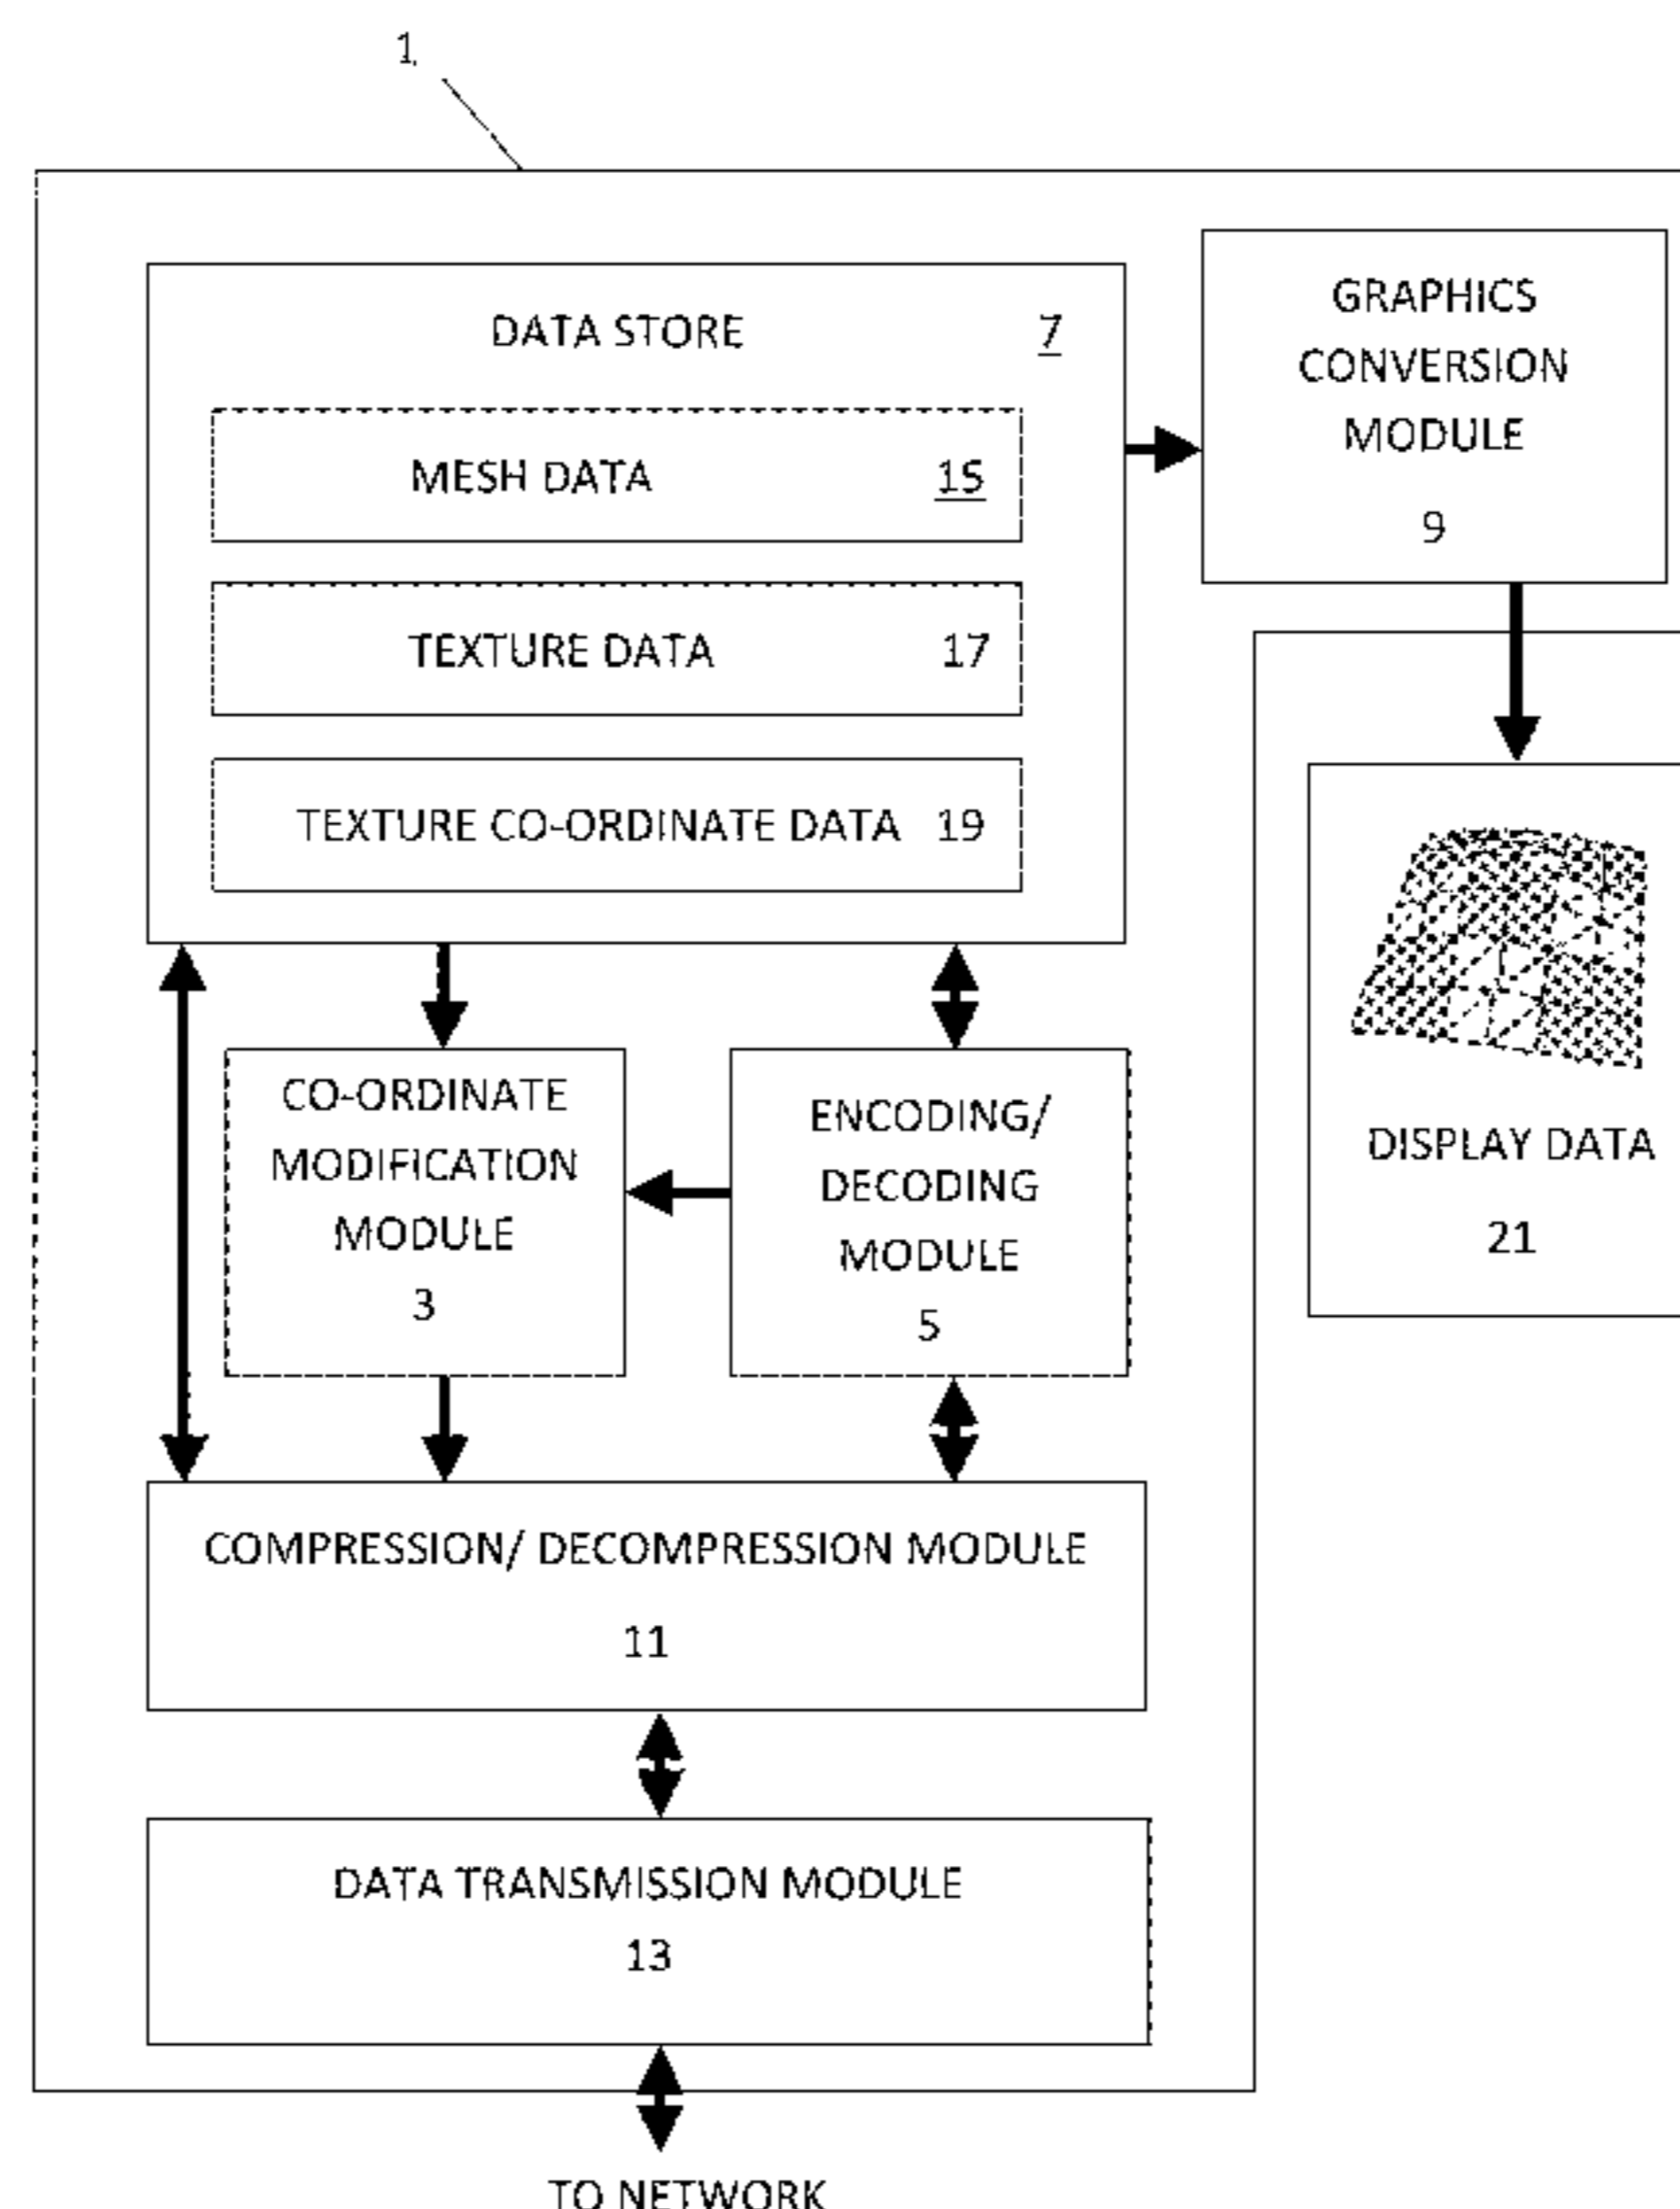 1
DATA STORE 7
MESH DATA 15
TEXTURE DATA 17
TEXTURE CO-ORDINATE DATA 19
GRAPHICS
CONVERSION
MODULE
9
CO-ORDINATE
MODIFICATION
MODULE
3
ENCODING/
DECODING
MODULE
5
DISPLAY DATA
21
COMPRESSION/ DECOMPRESSION MODULE
11
DATA TRANSMISSION MODULE
13
TO NETWORK